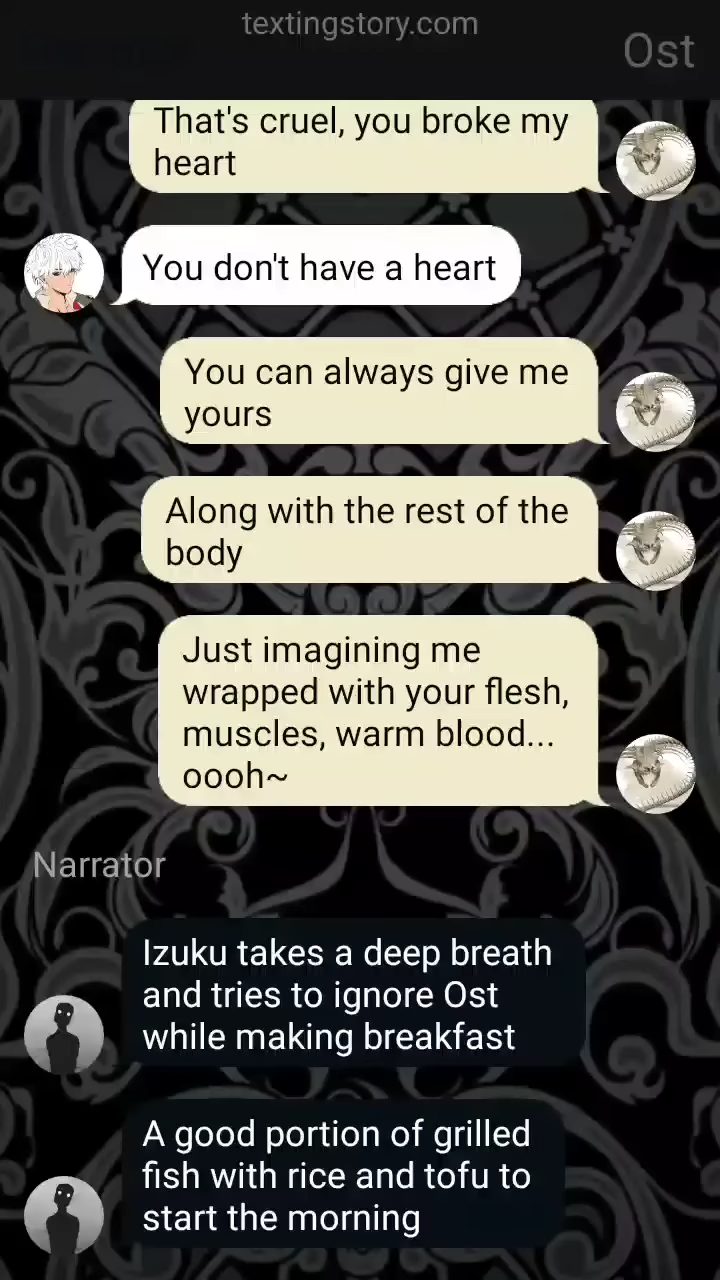 textingstory.com
Ost
That's cruel, you broke my
heart
You don't have a heart
You can always give me
yours
Along with the rest of the
body
Just imagining me
wrapped with your flesh,
muscles, warm blood...
oooh~
Narrator
Izuku takes a deep breath
and tries to ignore Ost
while making breakfast
A good portion of grilled
fish with rice and tofu to
start the morning